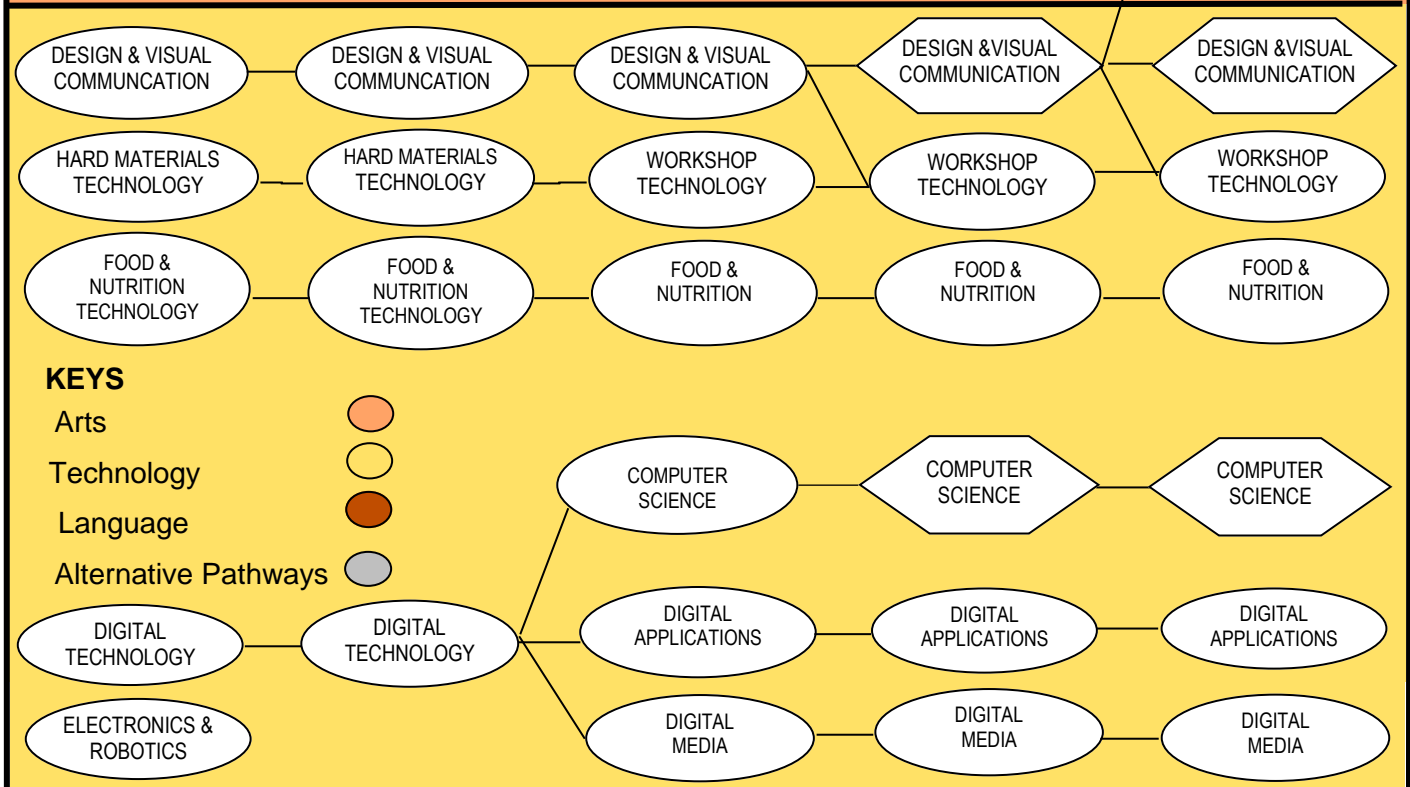 DESIGN & VISUAL
COMMUNCATION
DESIGN & VISUAL
COMMUNCATION
DESIGN & VISUAL
COMMUNCATION
DESIGN &VISUAL
COMMUNICATION
DESIGN &VISUAL
COMMUNICATION
HARD MATERIALS
TECHNOLOGY
HARD MATERIALS
TECHNOLOGY
WORKSHOP
TECHNOLOGY
WORKSHOP
TECHNOLOGY
WORKSHOP
TECHNOLOGY
FOOD &
NUTRITION
TECHNOLOGY
FOOD &
NUTRITION
TECHNOLOGY
FOOD &
NUTRITION
FOOD &
NUTRITION
FOOD &
NUTRITION
KEYS
Arts
Technology
Language
Alternative Pathways
COMPUTER
SCIENCE
COMPUTER
SCIENCE
COMPUTER
SCIENCE
DIGITAL
TECHNOLOGY
DIGITAL
TECHNOLOGY
DIGITAL
APPLICATIONS
DIGITAL
APPLICATIONS
DIGITAL
APPLICATIONS
ELECTRONICS &
ROBOTICS
DIGITAL
MEDIA
DIGITAL
MEDIA
DIGITAL
MEDIA